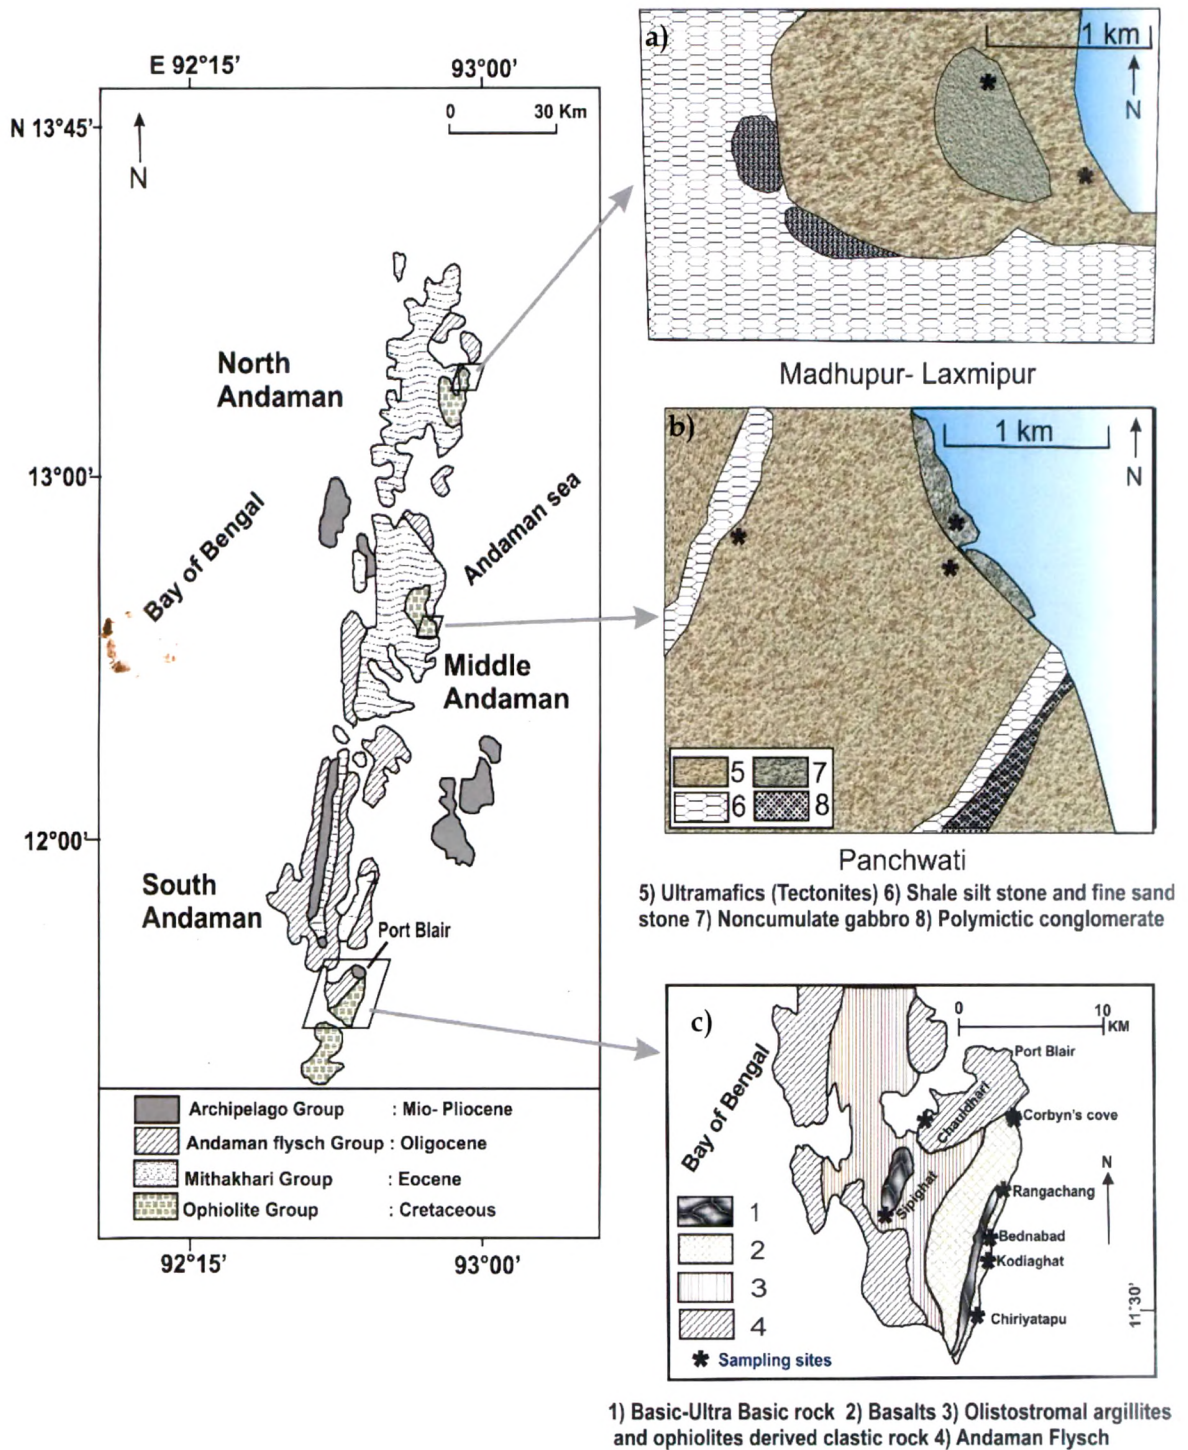 E 92°15’
93°00’
N 13°45’
0 30 Km
N
North
Andaman
13°00’
Bay of Bengal
Andaman sea
Middle
Andaman
12°00’
South
Andaman
Port Blair
Archipelago Group : Mio- Pliocene
Andaman flysch Group : Oligocene
Mithakhari Group : Eocene
Ophiolite Group : Cretaceous
92°15’
93°00’
a)
1 km
N
Madhupur- Laxmipur
b)
1 km
N
5 7
6 8
Panchwati
5) Ultramafics (Tectonites) 6) Shale silt stone and fine sand
stone 7) Noncumulate gabbro 8) Polymictic conglomerate
c)
0 10
KM
Bay of Bengal
Port Blair
Chauldhari
Corbyn’s cove
Sipighat
Rangachang
N
Bednabad
Kodiaghat
Chiriyatapu
11°30’
1
2
3
4
Sampling sites
1) Basic-Ultra Basic rock 2) Basalts 3) Olistostromal argillites
and ophiolites derived clastic rock 4) Andaman Flysch